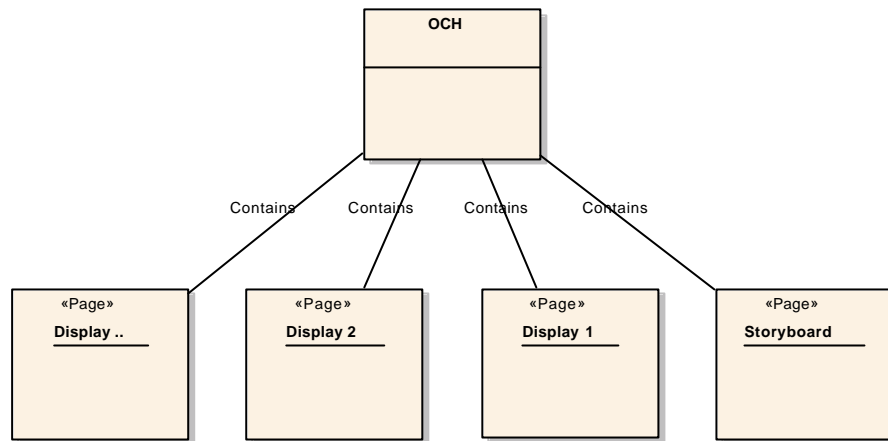 OCH
Contains
Contains
Contains
Contains
«Page»
Display ..
«Page»
Display 2
«Page»
Display 1
«Page»
Storyboard